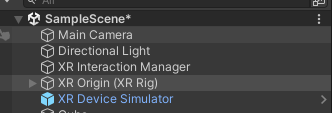 All
SampleScene*
Main Camera
Directional Light
XR Interaction Manager
XR Origin (XR Rig)
XR Device Simulator